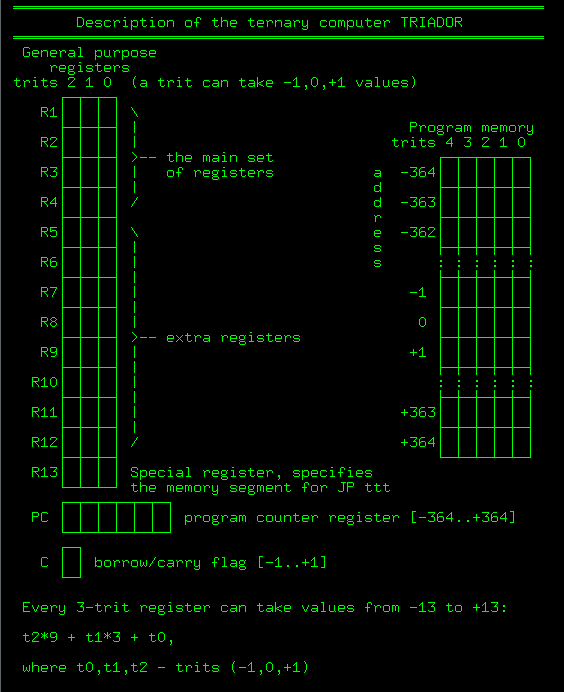 Description of the ternary computer TRIADOR
General purpose
registers
trits 2 1 0 (a trit can take -1,0,+1 values)
R1 \
R2 |
>-- the main set
R3 | of registers
R4 /
R5 \
R6 |
R7 |
R8 |
>-- extra registers
R9 |
R10 |
R11 |
R12 /
R13 Special register, specifies
the memory segment for JP ttt
Program memory
trits 4 3 2 1 0
address
-364
-363
-362
: : : : : :
-1
0
+1
: : : : : :
+363
+364
PC program counter register [-364..+364]
C borrow/carry flag [-1..+1]
Every 3-trit register can take values from -13 to +13:
t2*9 + t1*3 + t0,
where t0,t1,t2 - trits (-1,0,+1)